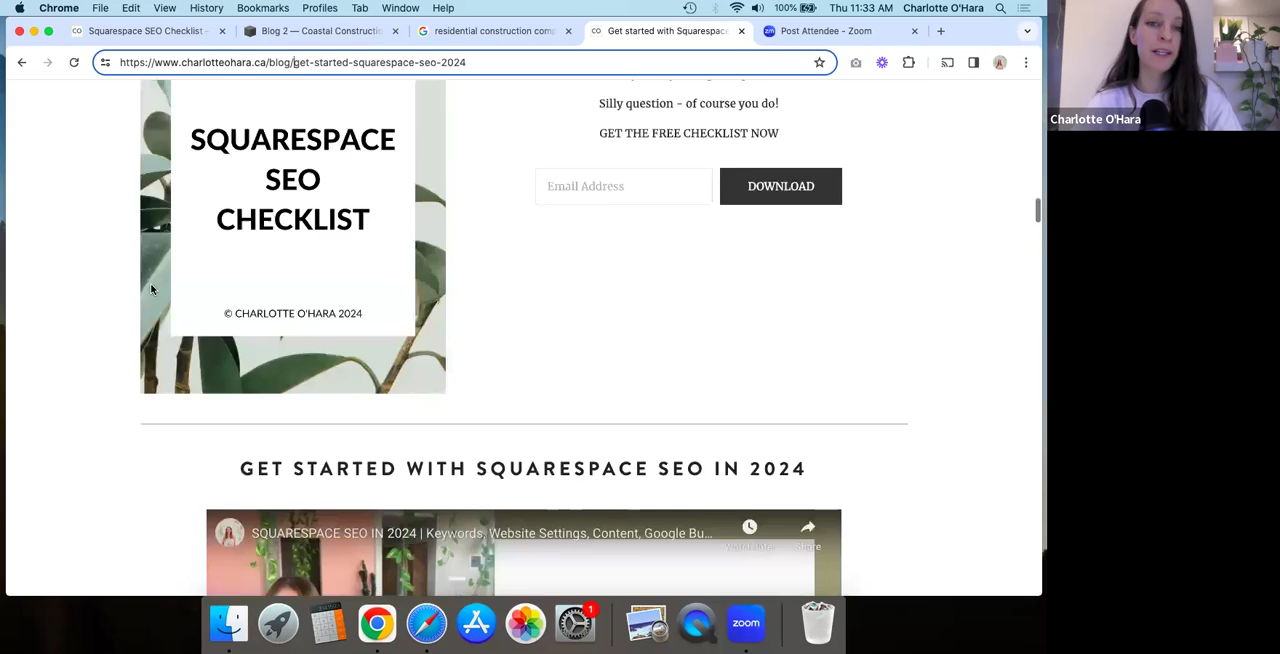 Chrome File Edit View History Bookmarks Profiles Tab Window Help 100% Thu 11:33 AM Charlotte O'Hara
Squarespace SEO Checklist - Blog 2 — Coastal Constructi residential construction com Get started with Squarespace Post Attendee - Zoom
https://www.charlotteohara.ca/blog/get-started-squarespace-seo-2024
Charlotte O'Hara
Silly question - of course you do!
GET THE FREE CHECKLIST NOW
Email Address DOWNLOAD
SQUARESPACE
SEO
CHECKLIST
© CHARLOTTE O'HARA 2024
GET STARTED WITH SQUARESPACE SEO IN 2024
SQUARESPACE SEO IN 2024 | Keywords, Website Settings, Content, Google Bu...
Share
1
zoom